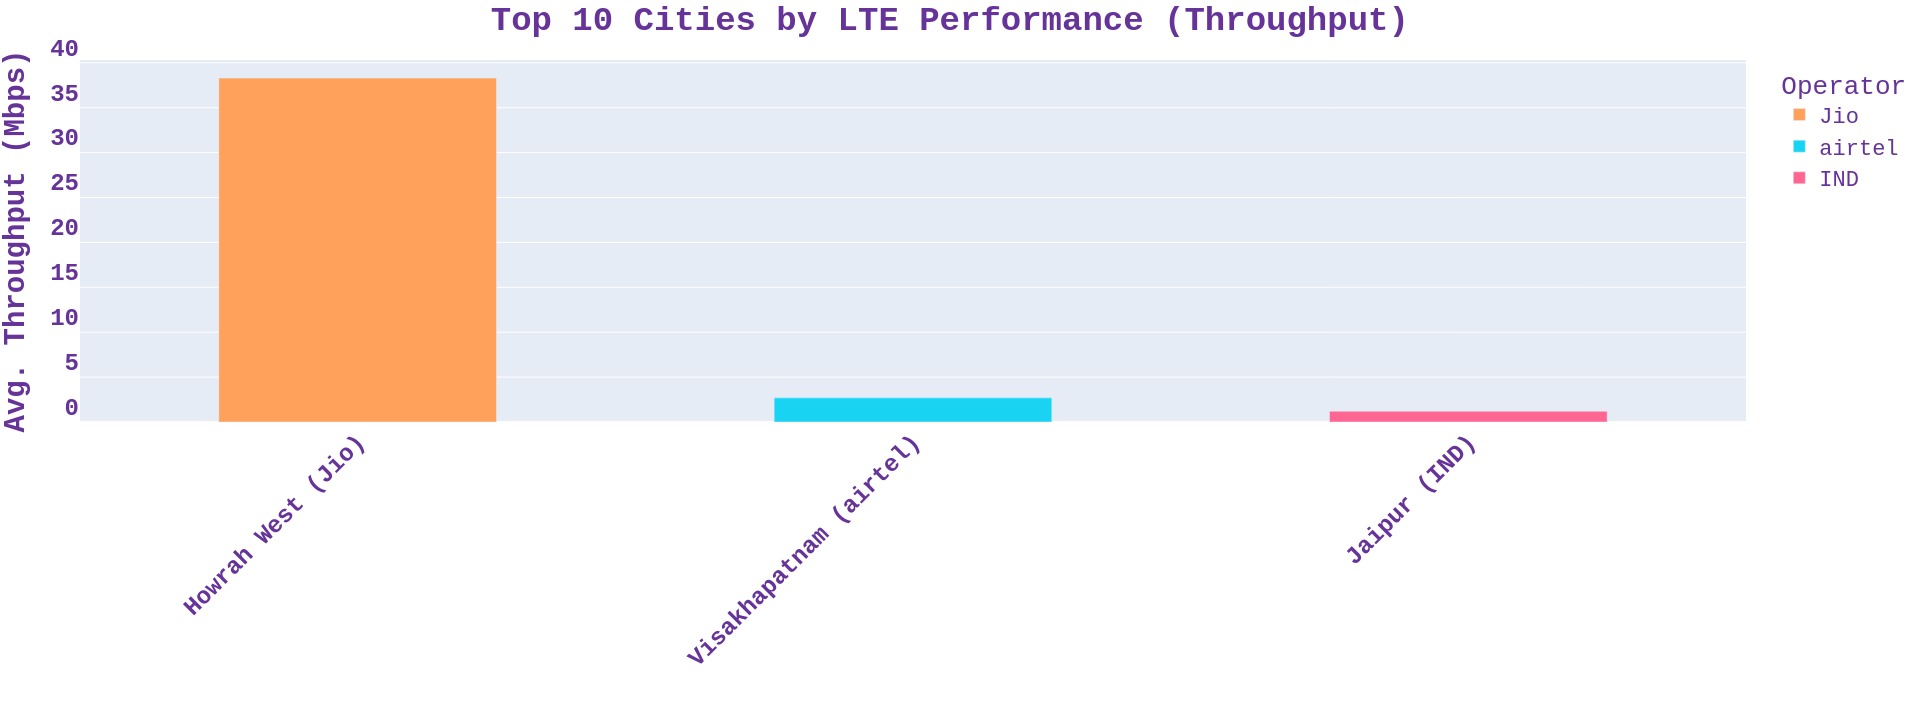 Top 10 Cities by LTE Performance (Throughput)
Avg. Throughput (Mbps)
40
35
30
25
20
15
10
5
0
Howrah West (Jio)
Visakhapatnam (airtel)
Jaipur (IND)
Operator
Jio
airtel
IND